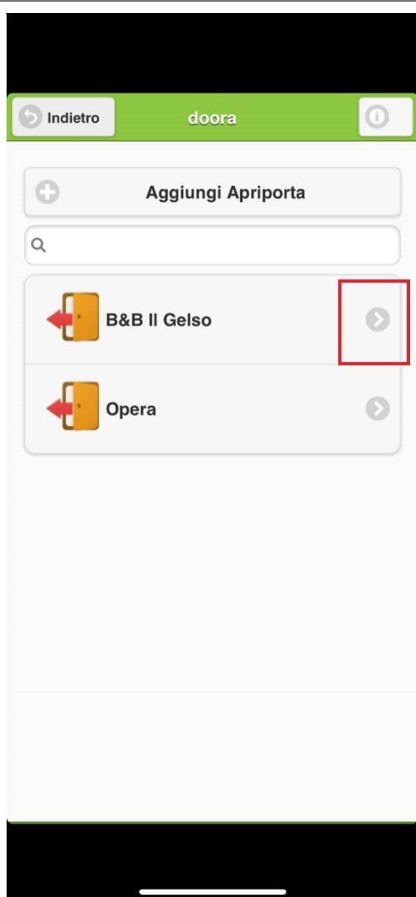 Indietro
doora
Aggiungi Apriporta
B&B Il Gelso
Opera